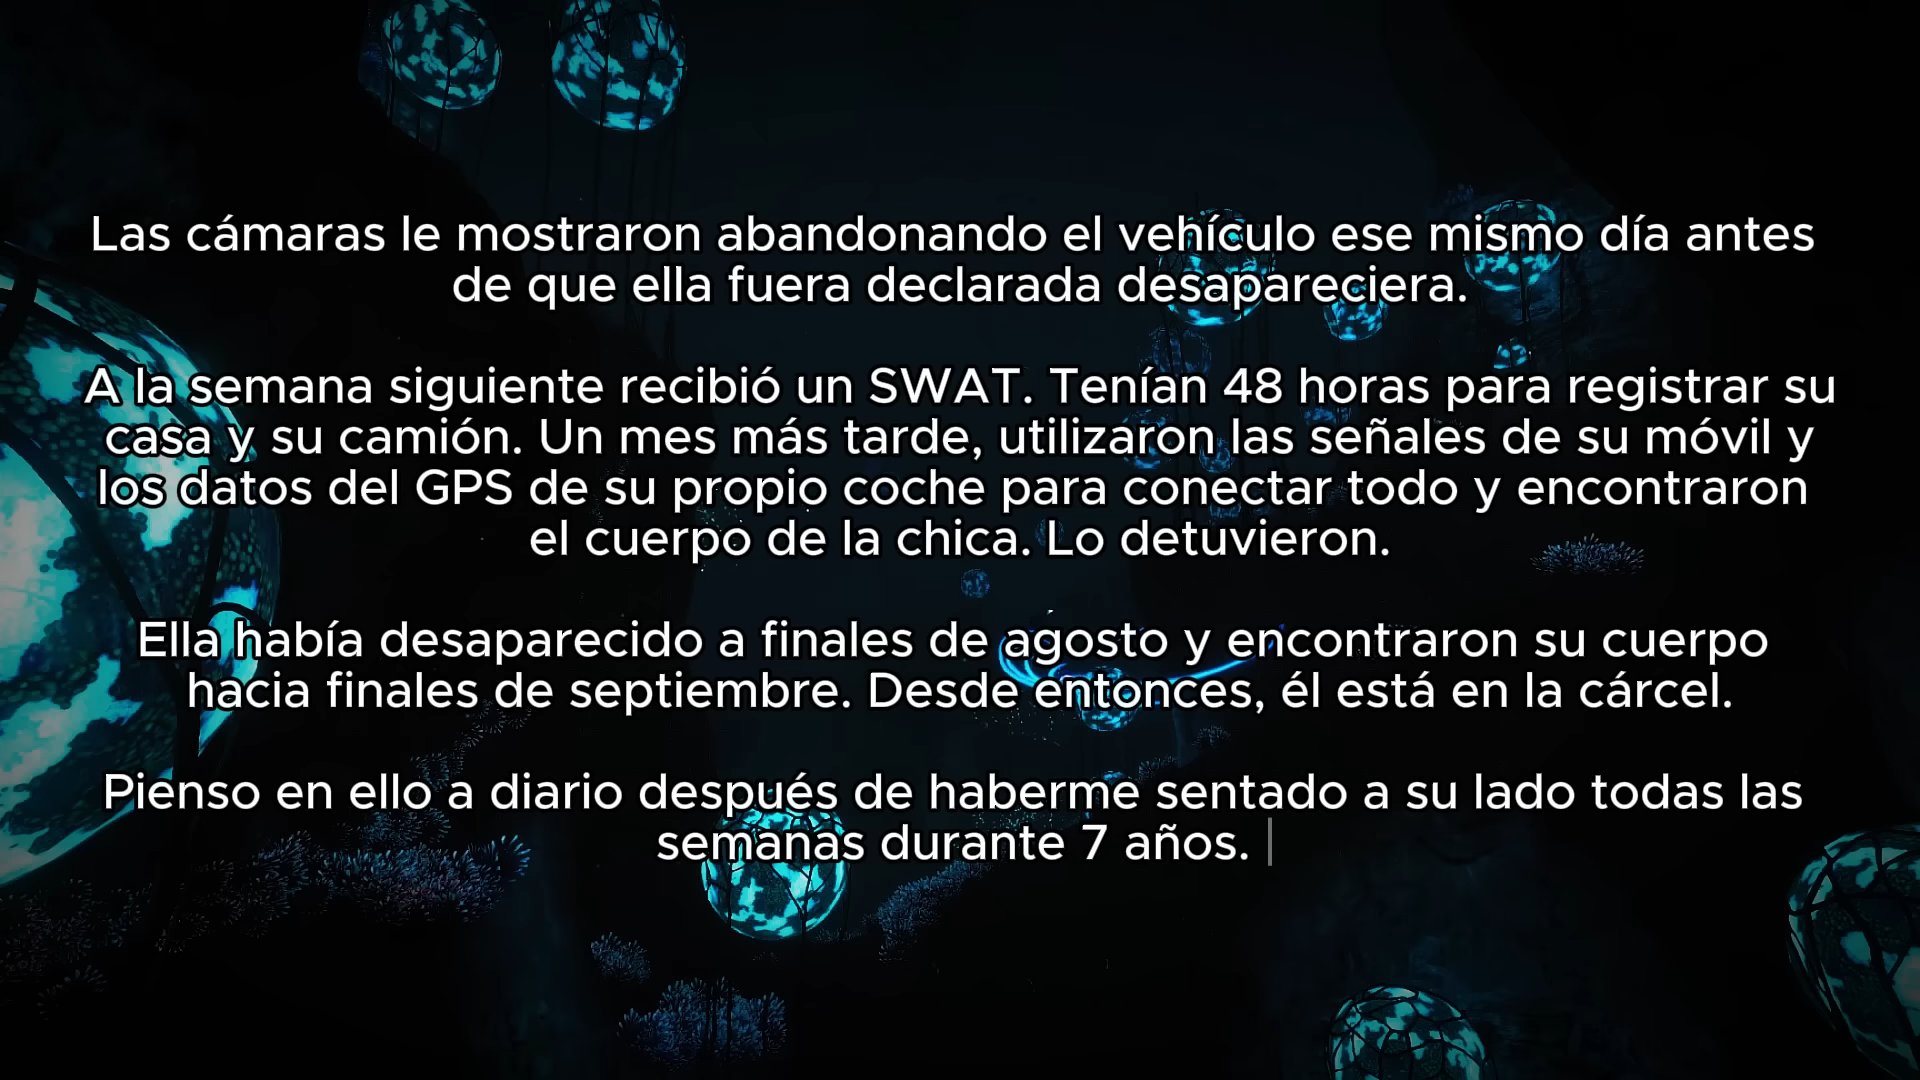 Las cámaras le mostraron abandonando el vehículo ese mismo día antes
de que ella fuera declarada desapareciera.
A la semana siguiente recibió un SWAT. Tenían 48 horas para registrar su
casa y su camión. Un mes más tarde, utilizaron las señales de su móvil y
los datos del GPS de su propio coche para conectar todo y encontraron
el cuerpo de la chica. Lo detuvieron.
Ella había desaparecido a finales de agosto y encontraron su cuerpo
hacia finales de septiembre. Desde entonces, él está en la cárcel.
Pienso en ello a diario después de haberme sentado a su lado todas las
semanas durante 7 años.